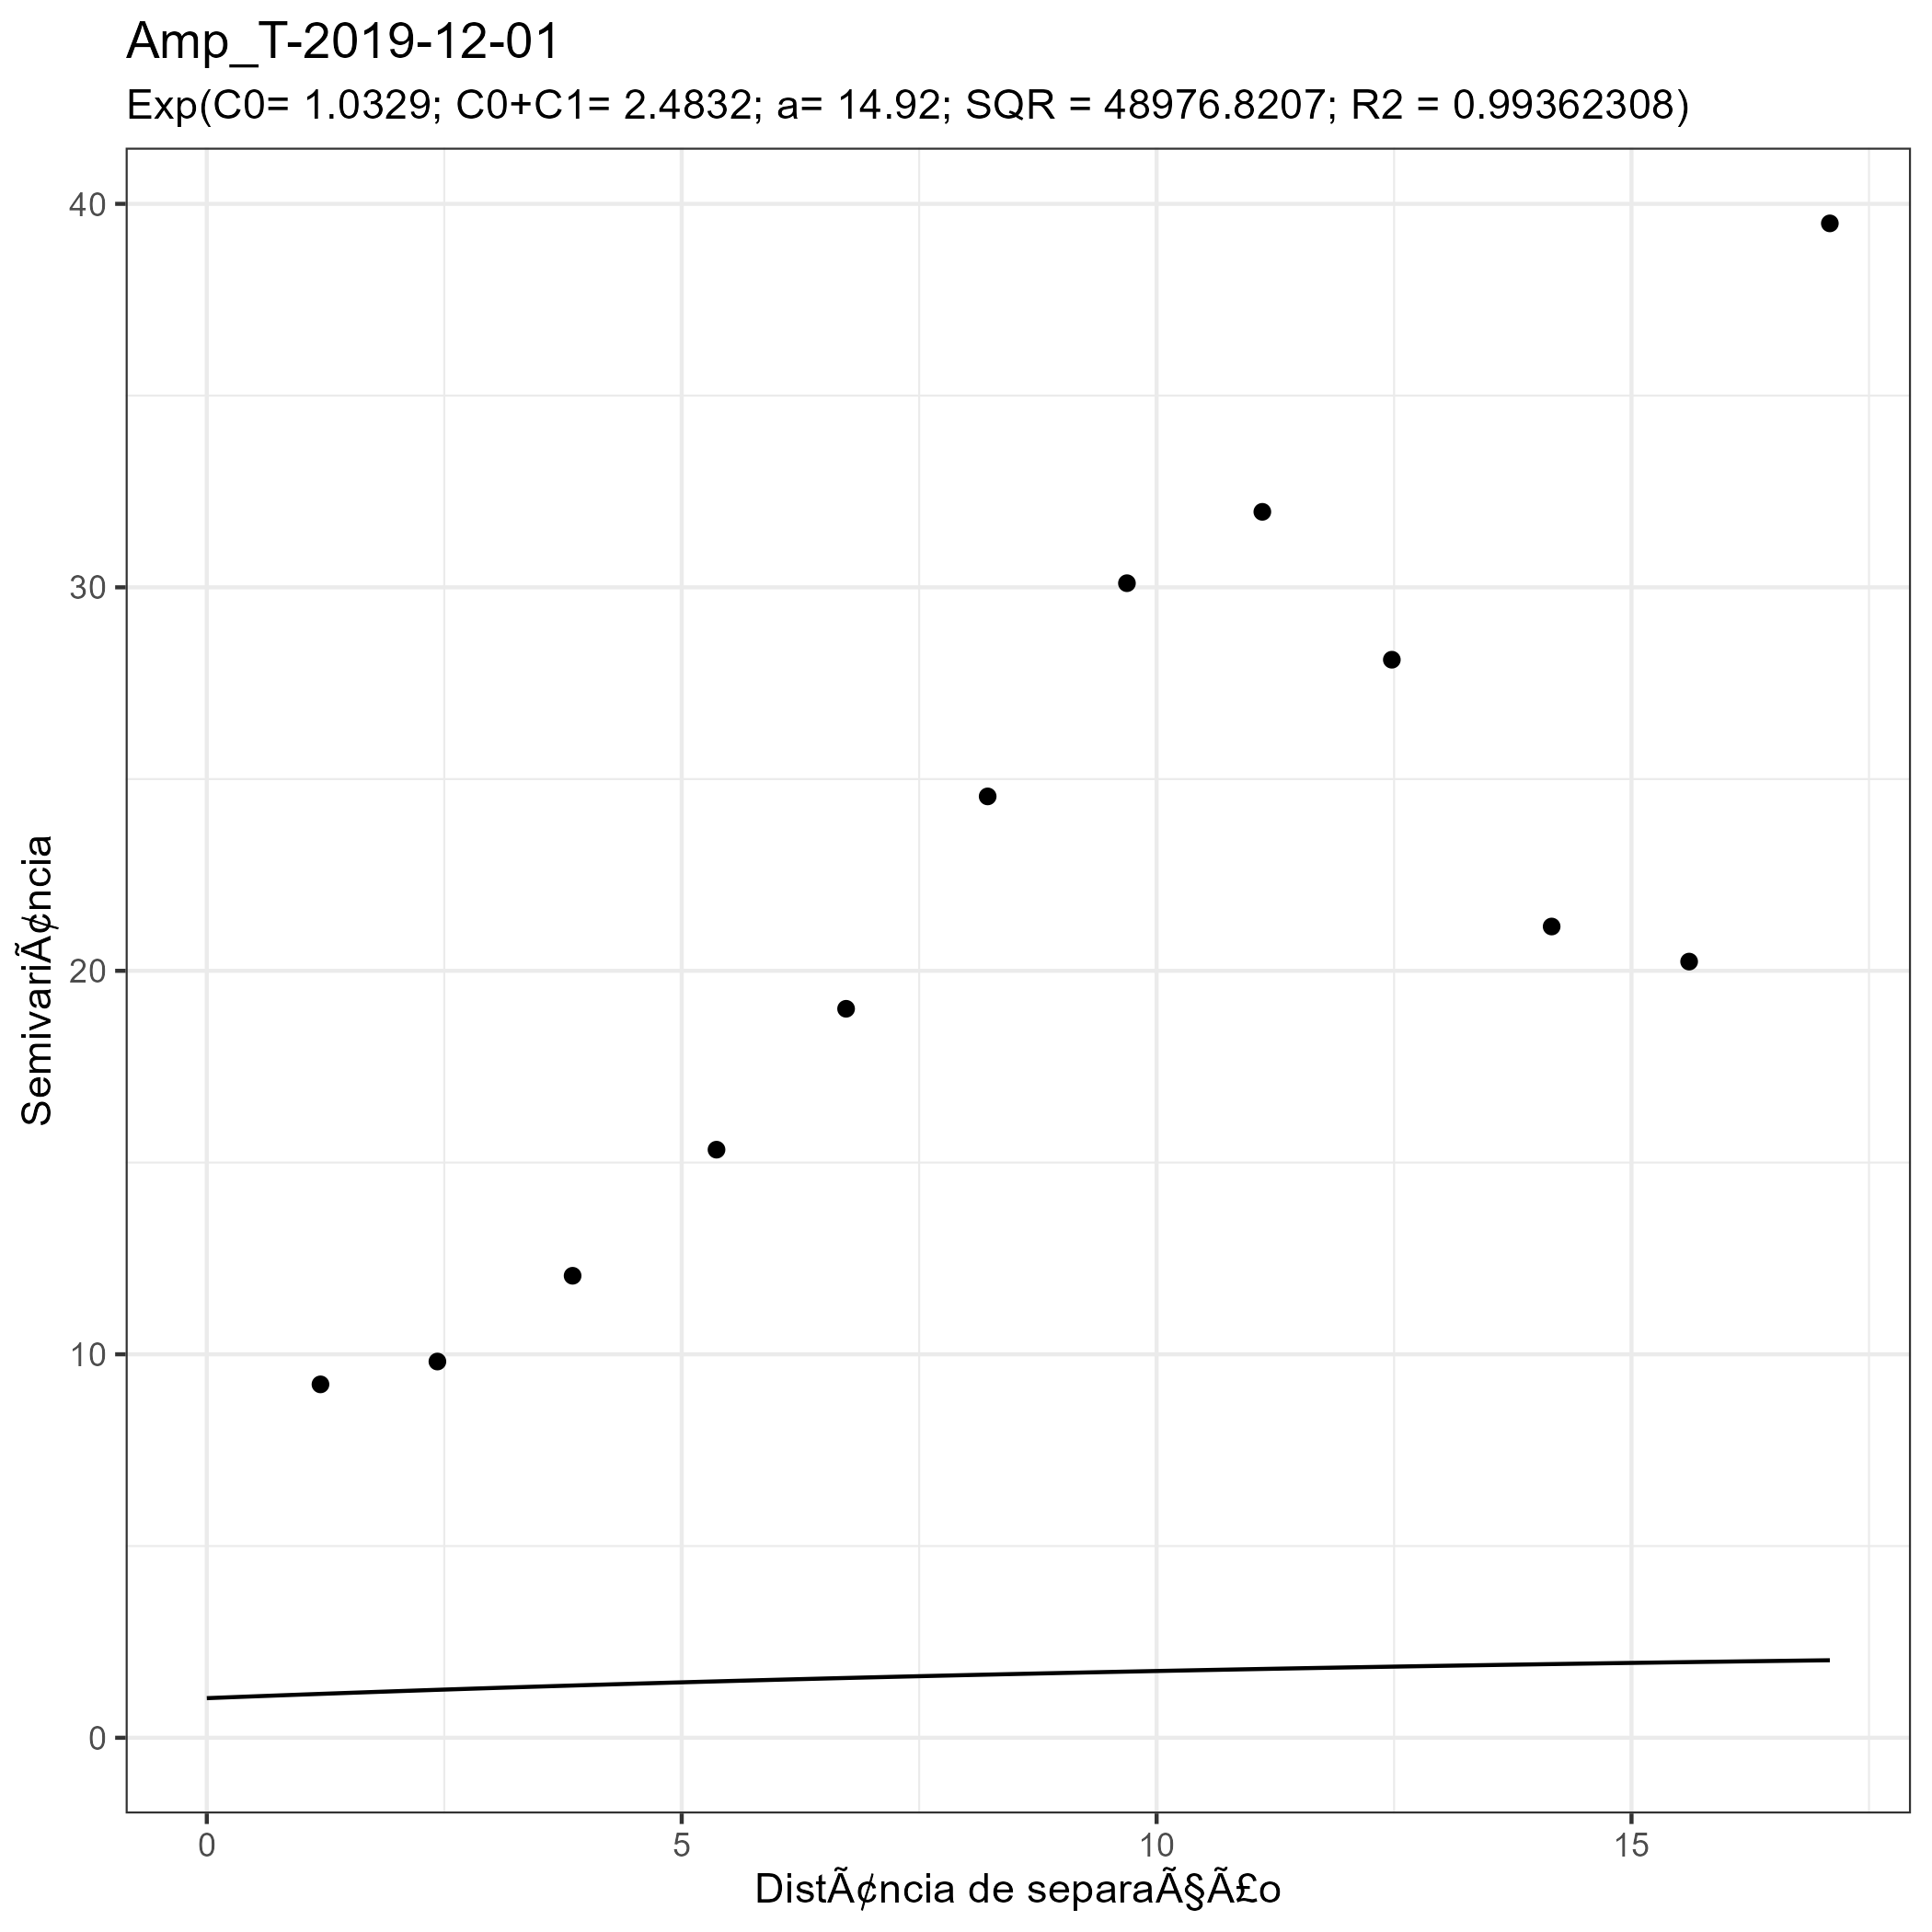 Amp_T-2019-12-01
Exp(C0= 1.0329; C0+C1= 2.4832; a= 14.92; SQR = 48976.8207; R2 = 0.99362308)
40
30
20
10
0
SemivariÃ¢ncia
0 5 10 15
DistÃ¢ncia de separaÃ§Ã£o